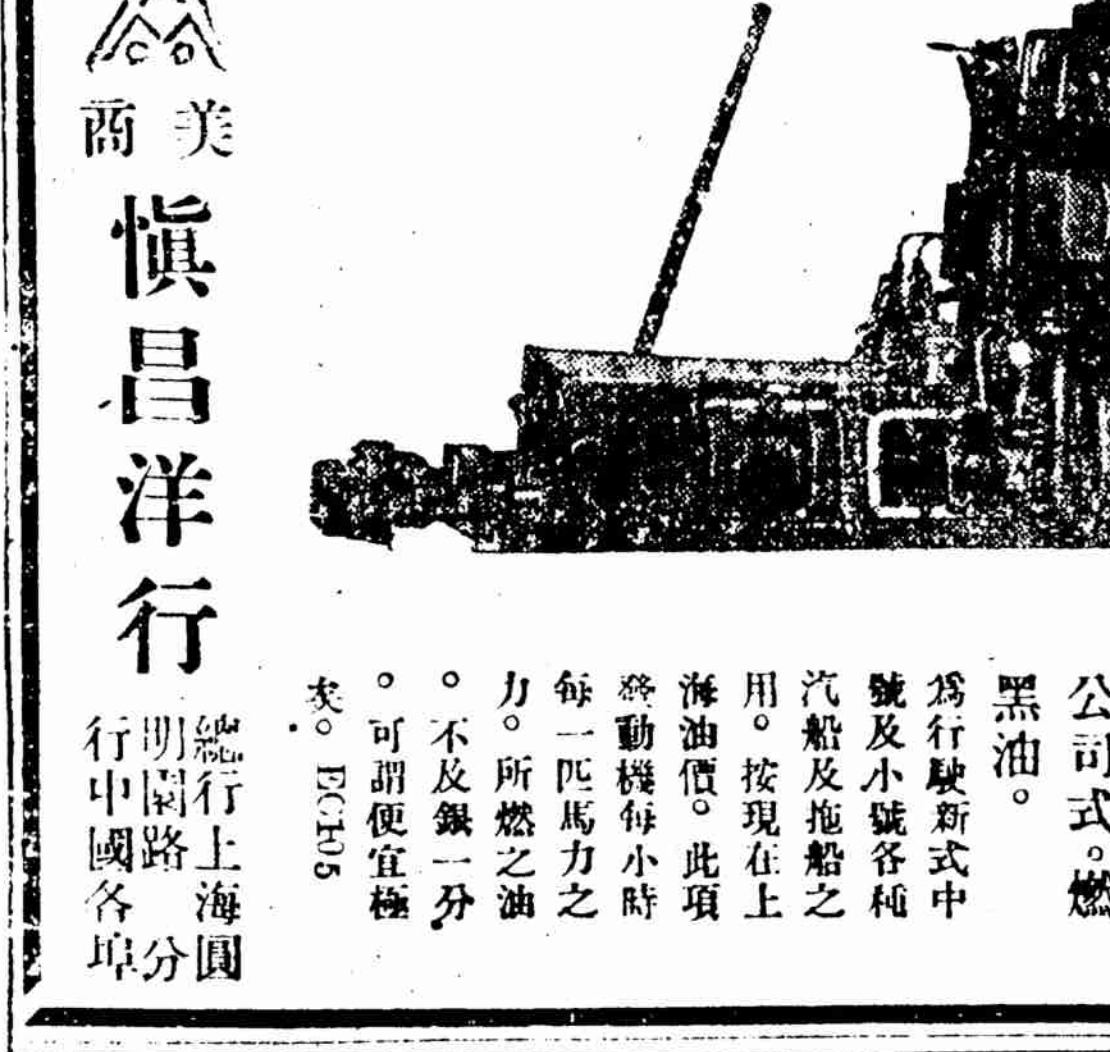 公司式。燃
黑油。
爲行駛新式中
號及小號各種
汽船及拖船之
用。按現在上
海油價。此項
發動機每小時
每一匹馬力之
力。所燃之油
。不及銀一分
。可謂便宜極
矣。
美商
愼昌洋行
總行上海圓
明園路 分
行中國各埠